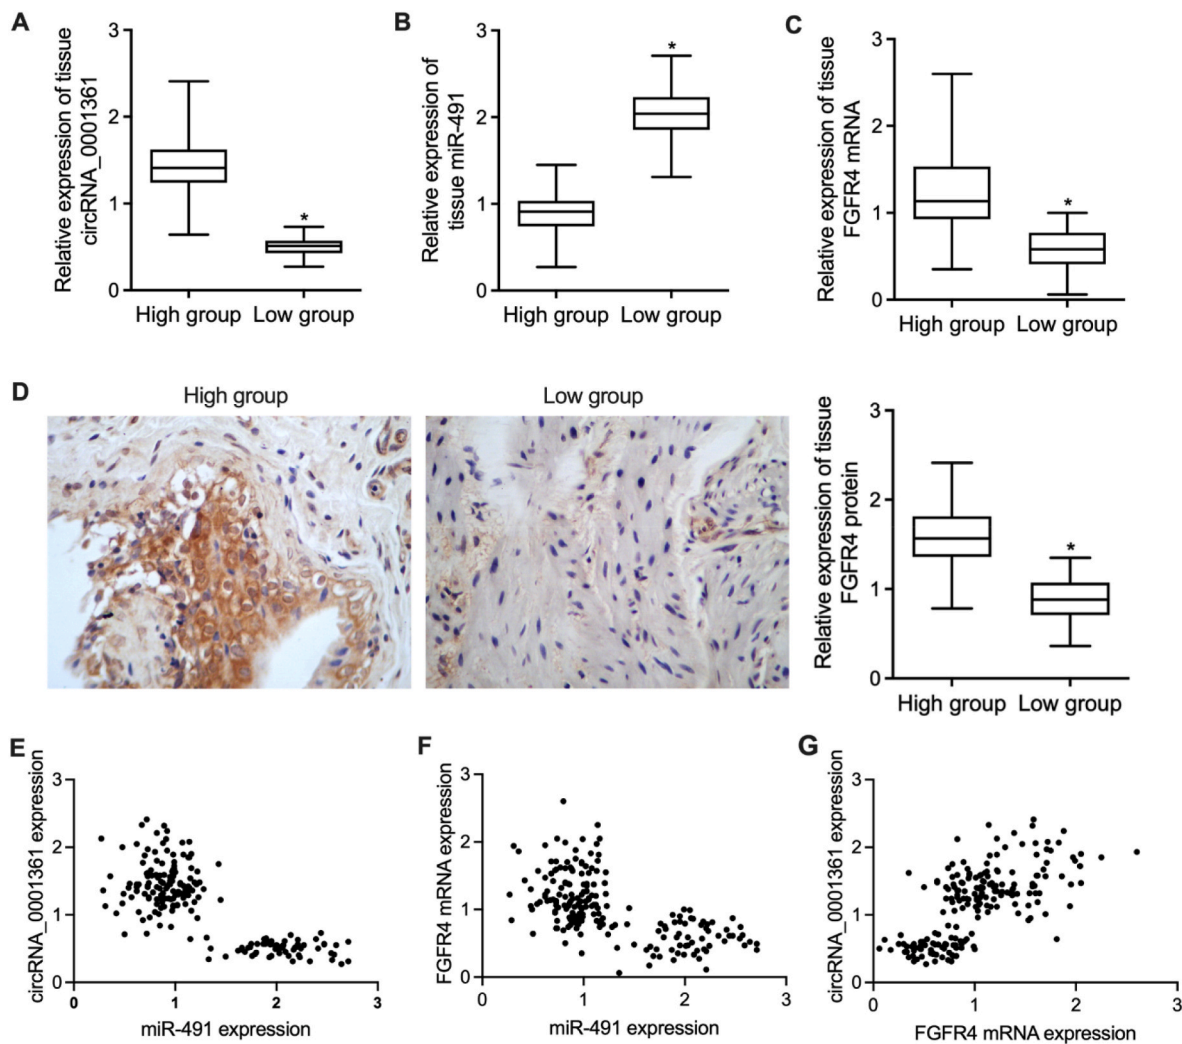 A
Relative expression of tissue
circRNA_0001361
3
2
1
0
*
High group Low group
B
Relative expression of
tissue miR-491
3
2
1
0
*
High group Low group
C
Relative expression of tissue
FGFR4 mRNA
3
2
1
0
*
High group Low group
D
High group
Low group
Relative expression of tissue
FGFR4 protein
3
2
1
0
*
High group Low group
E
circRNA_0001361 expression
3
2
1
0
0 1 2 3
miR-491 expression
F
FGFR4 mRNA expression
3
2
1
0
0 1 2 3
miR-491 expression
G
circRNA_0001361 expression
3
2
1
0
0 1 2 3
FGFR4 mRNA expression